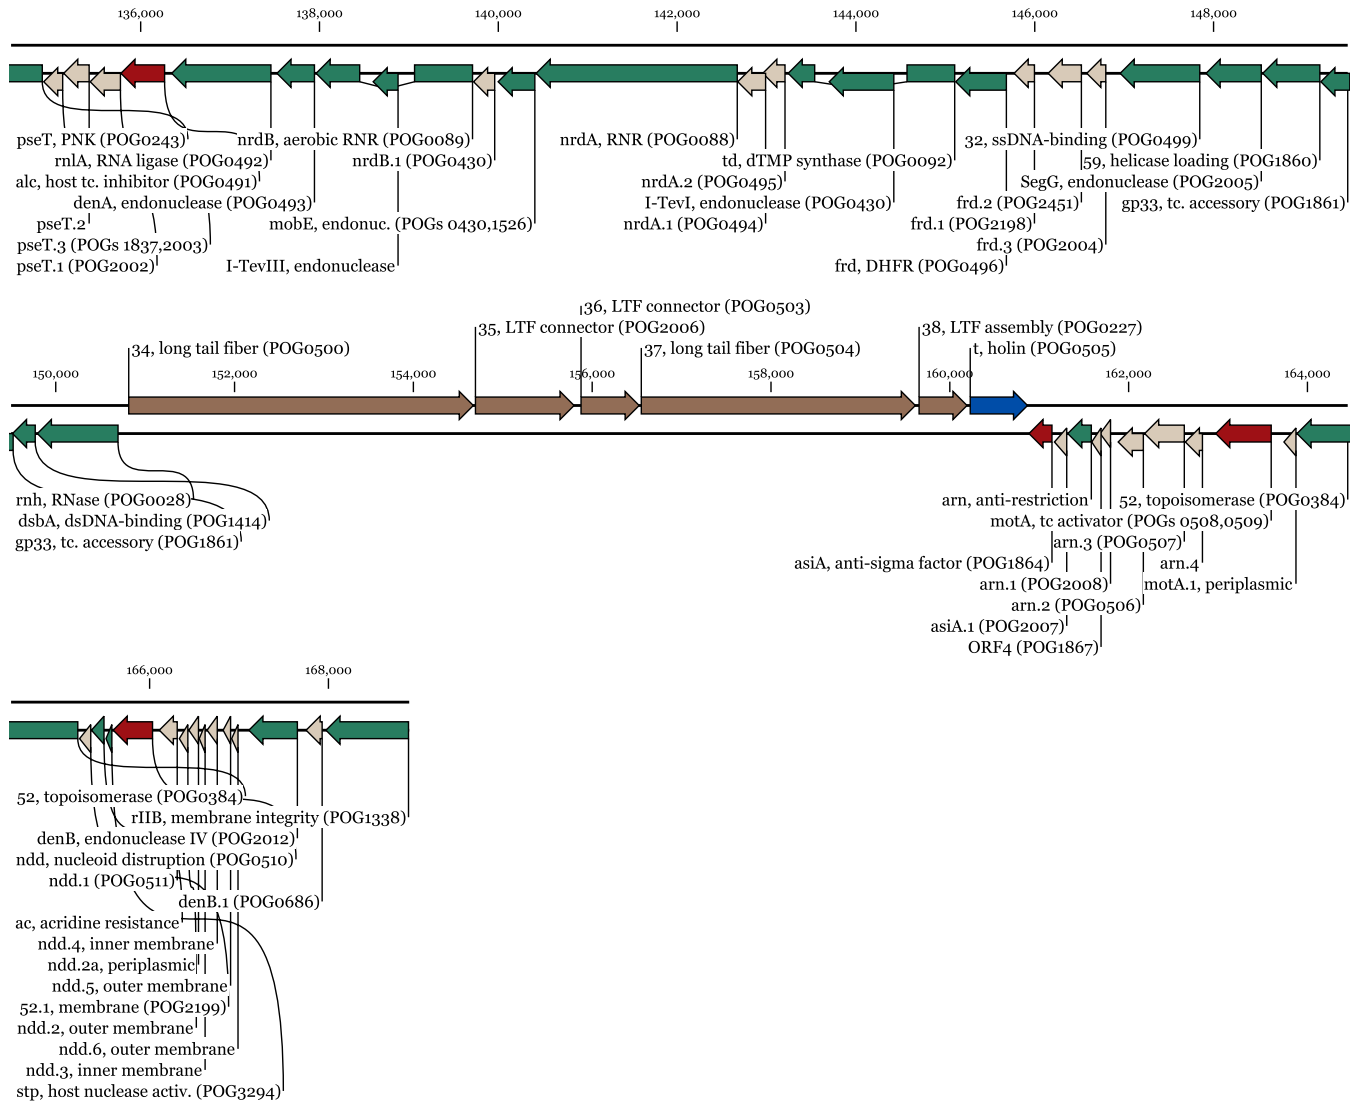 136,000 138,000 140,000 142,000 144,000 146,000 148,000
pseT, PNK (POG0243) nrdB, aerobic RNR (POG0089) nrdA, RNR (POG0088) 32, ssDNA-binding (POG0499)
rnlA, RNA ligase (POG0492) nrdB.1 (POG0430) td, dTMP synthase (POG0092) 59, helicase loading (POG1860)
alc, host tc. inhibitor (POG0491) nrdA.2 (POG0495) SegG, endonuclease (POG2005)
denA, endonuclease (POG0493) I-TevI, endonuclease (POG0430) frd.2 (POG2451) gp33, tc. accessory (POG1861)
pseT.2 mobE, endonuc. (POGs 0430,1526) nrdA.1 (POG0494) frd.1 (POG2198)
pseT.3 (POGs 1837,2003) frd.3 (POG2004)
pseT.1 (POG2002) I-TevIII, endonuclease frd, DHFR (POG0496)
36, LTF connector (POG0503)
35, LTF connector (POG2006) 38, LTF assembly (POG0227)
34, long tail fiber (POG0500) 37, long tail fiber (POG0504) t, holin (POG0505)
150,000 152,000 154,000 156,000 158,000 160,000 162,000 164,000
rnh, RNase (POG0028) arn, anti-restriction 52, topoisomerase (POG0384)
dsbA, dsDNA-binding (POG1414) motA, tc activator (POGs 0508,0509)
gp33, tc. accessory (POG1861) arn.3 (POG0507)
asiA, anti-sigma factor (POG1864) arn.4
arn.1 (POG2008) motA.1, periplasmic
arn.2 (POG0506)
asiA.1 (POG2007)
ORF4 (POG1867)
166,000 168,000
52, topoisomerase (POG0384)
rIIB, membrane integrity (POG1338)
denB, endonuclease IV (POG2012)
ndd, nucleoid distruption (POG0510)
ndd.1 (POG0511)
denB.1 (POG0686)
ac, acridine resistance
ndd.4, inner membrane
ndd.2a, periplasmic
ndd.5, outer membrane
52.1, membrane (POG2199)
ndd.2, outer membrane
ndd.6, outer membrane
ndd.3, inner membrane
stp, host nuclease activ. (POG3294)